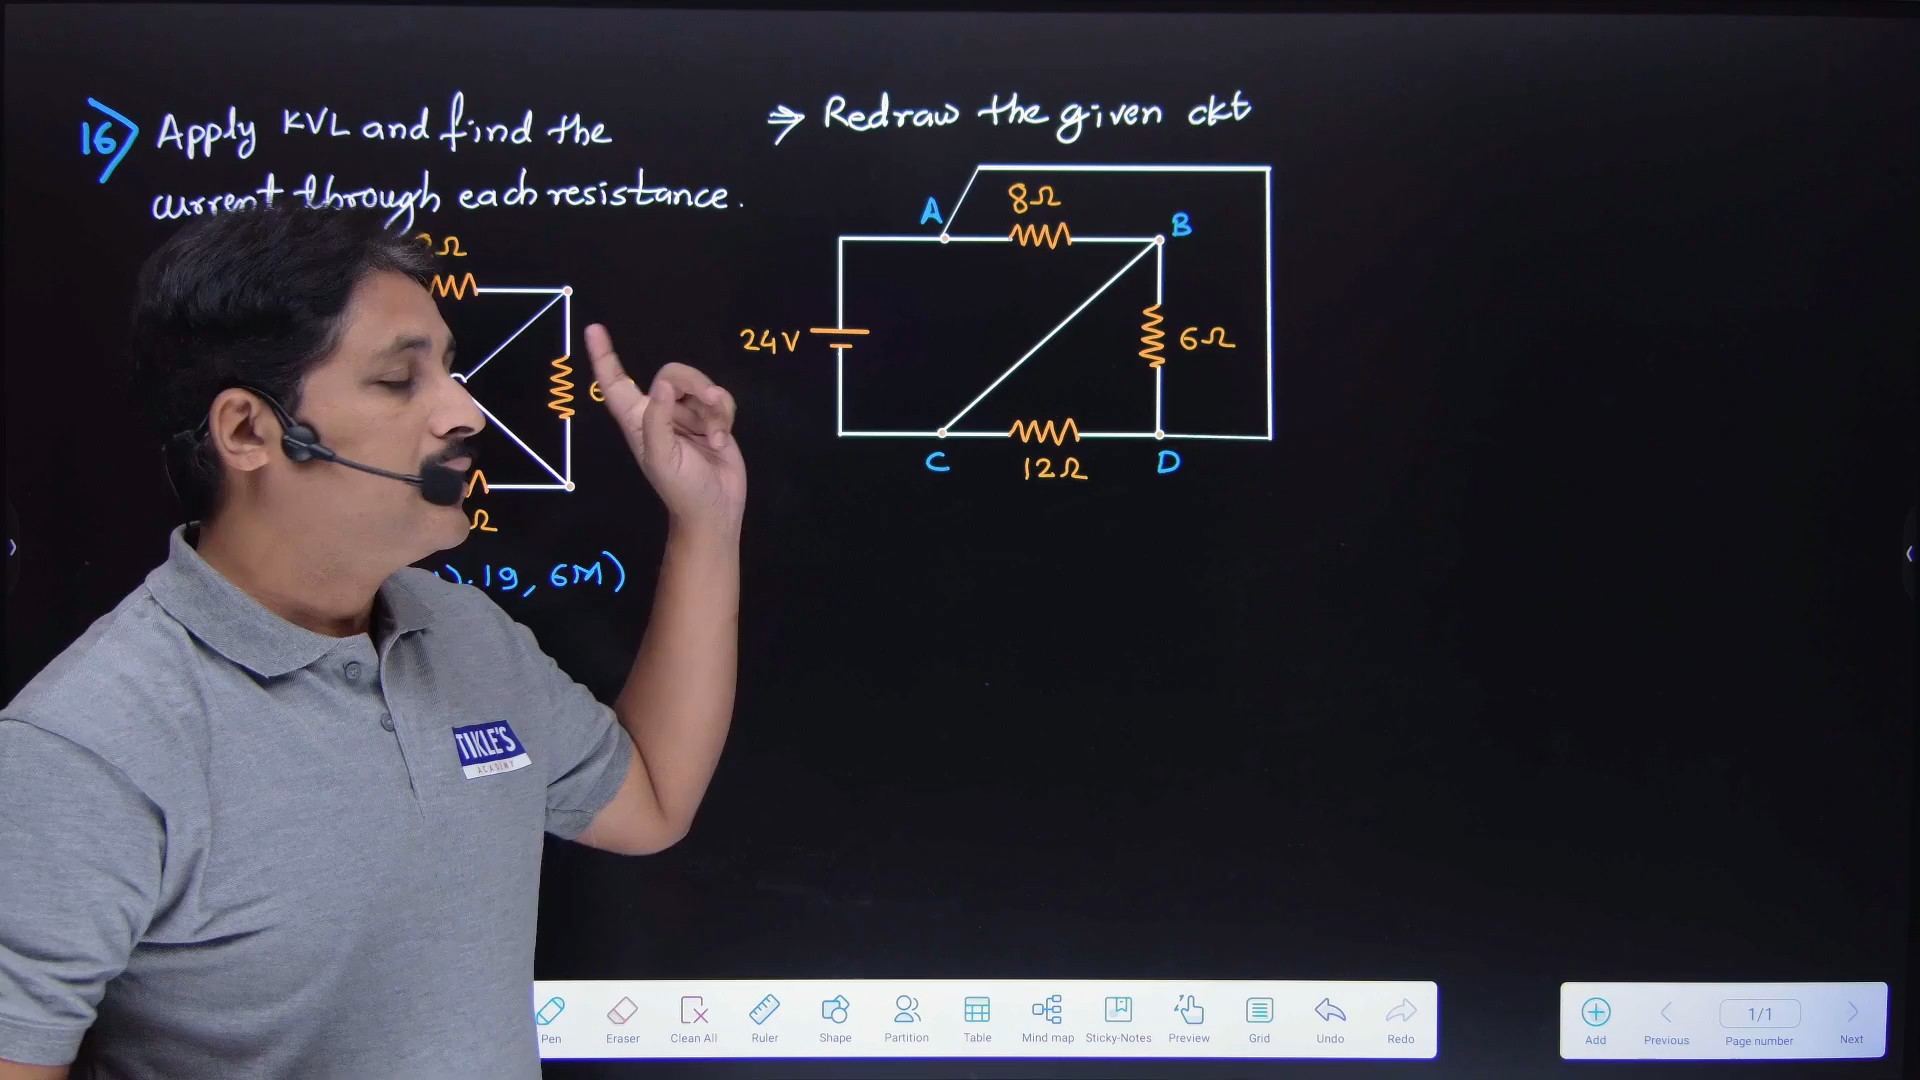 16) Apply KVL and find the
current through each resistance.
⇒ Redraw the given ckt
A
8Ω
B
24V
6Ω
C
12Ω
D
Ω
6
Ω
.19, 6M)
TIKLE'S
ACADEMY
Pen
Eraser
Clean All
Ruler
Shape
Partition
Table
Mind map
Sticky-Notes
Preview
Grid
Undo
Redo
Add
Previous
1/1
Page number
Next